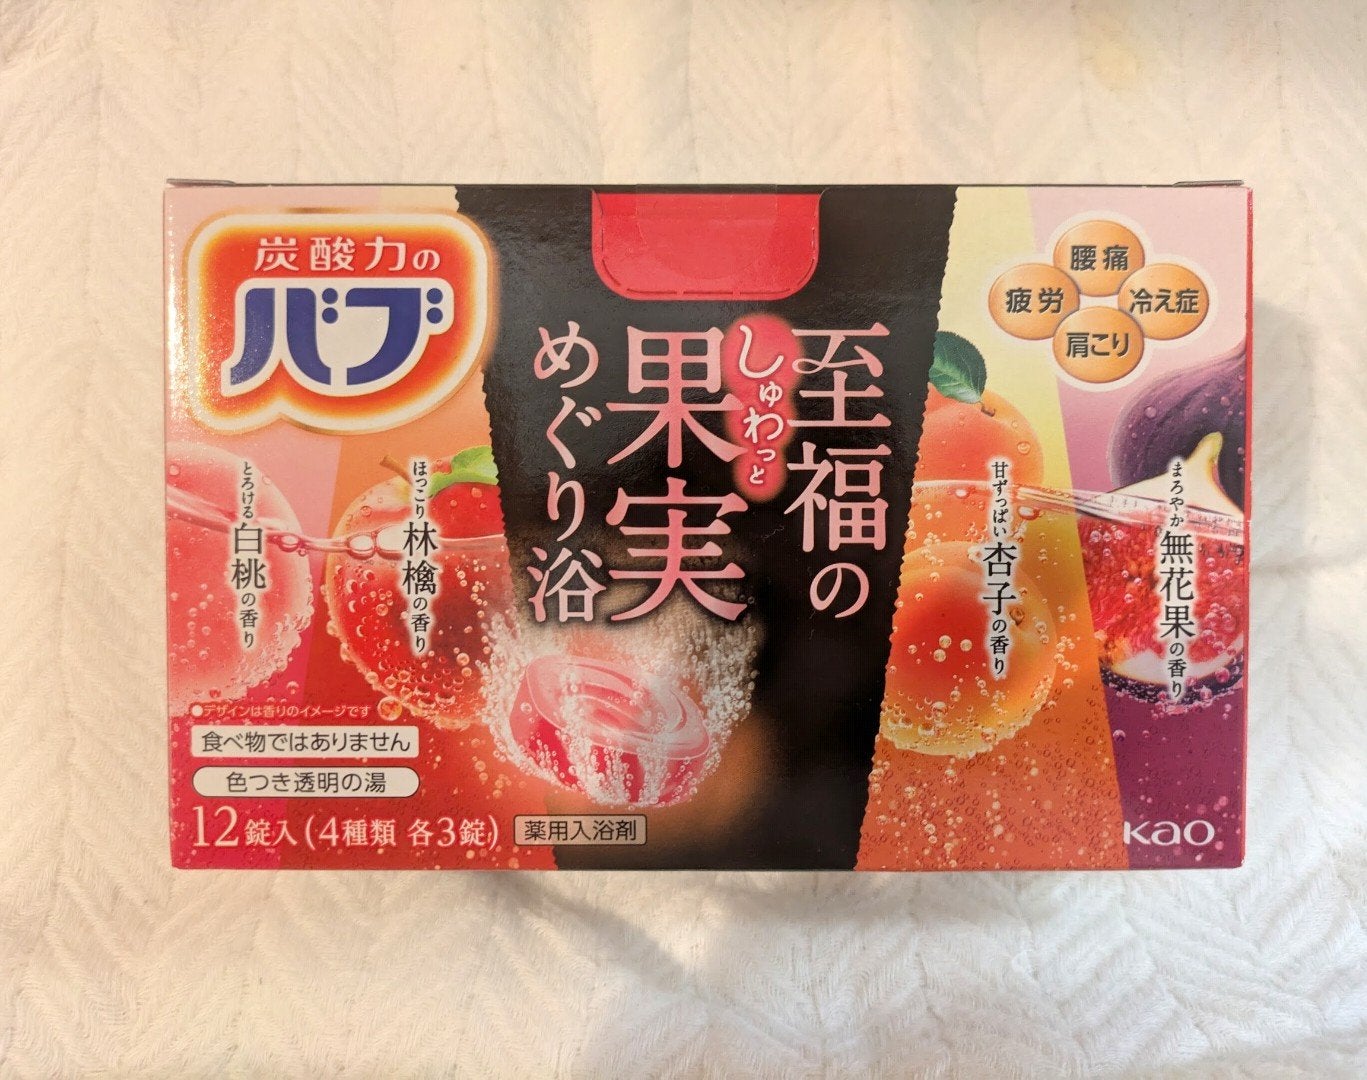 炭酸力の
バブ
至福の
しゅわっと
果実
めぐり浴
腰痛
疲労
冷え症
肩こり
とろける
白桃の香り
ほっこり
林檎の香り
甘ずっぱい
杏子の香り
まろやか
無花果の香り
●デザインは香りのイメージです
食べ物ではありません
色つき透明の湯
12錠入(4種類 各3錠)
薬用入浴剤
Kao